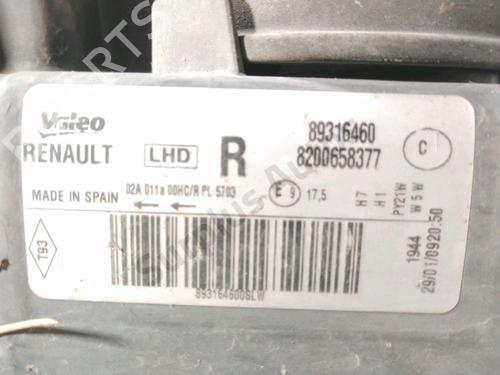 Valeo
RENAULT
LHD
R
89316460
8200658377
C
MADE IN SPAIN
02A 011a 00HC/R PL 5703
E 9 17,5
H7
H1
PY21W
W5W
T93
893164600SLW
1944
29/01/0920:50